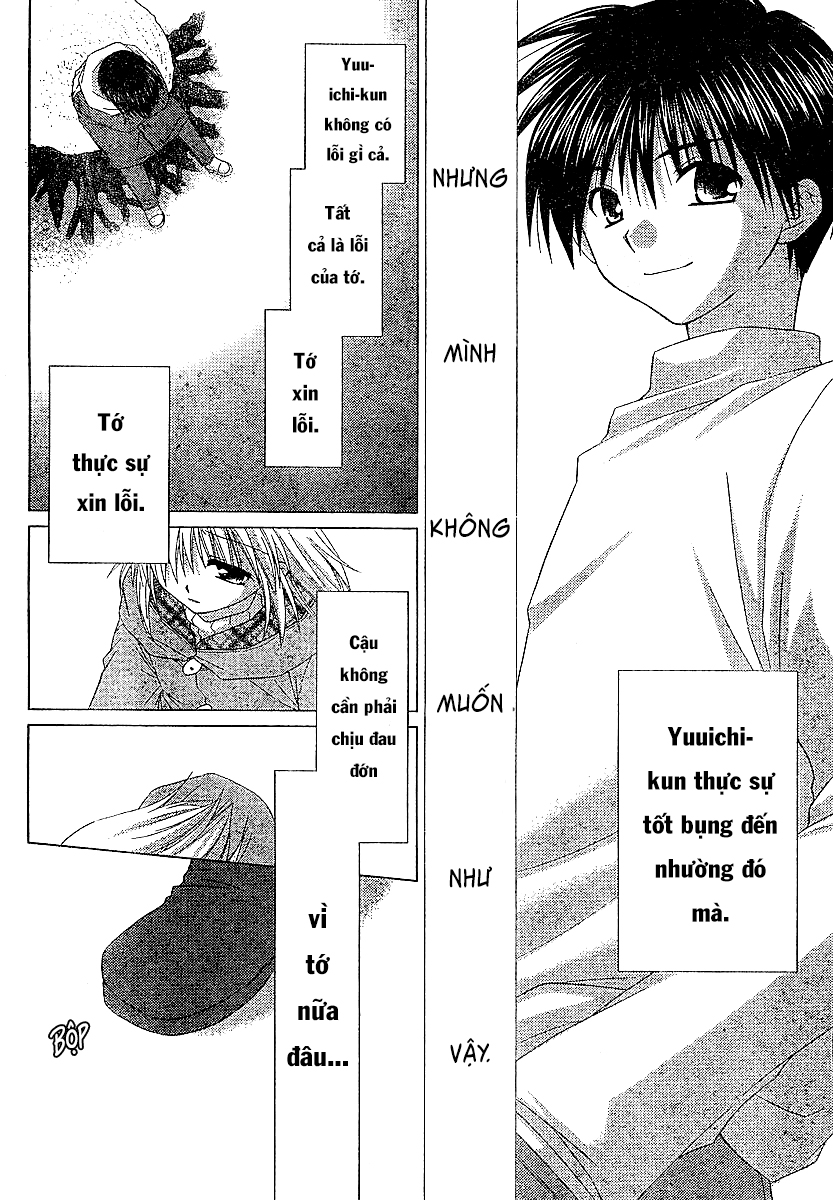 Yuuichi-
kun thực sự
tốt bụng đến
nhường đó
mà.
NHƯNG
MÌNH
KHÔNG
MUỐN
NHƯ
VẬY.
Yuu-
ichi-kun
không có
lỗi gì cả.
Tất
cả là lỗi
của tớ.
Tớ
xin
lỗi.
Tớ
thực sự
xin lỗi.
Cậu
không
cần phải
chịu đau
đớn
vì
tớ
nữa
đâu...
BỘP